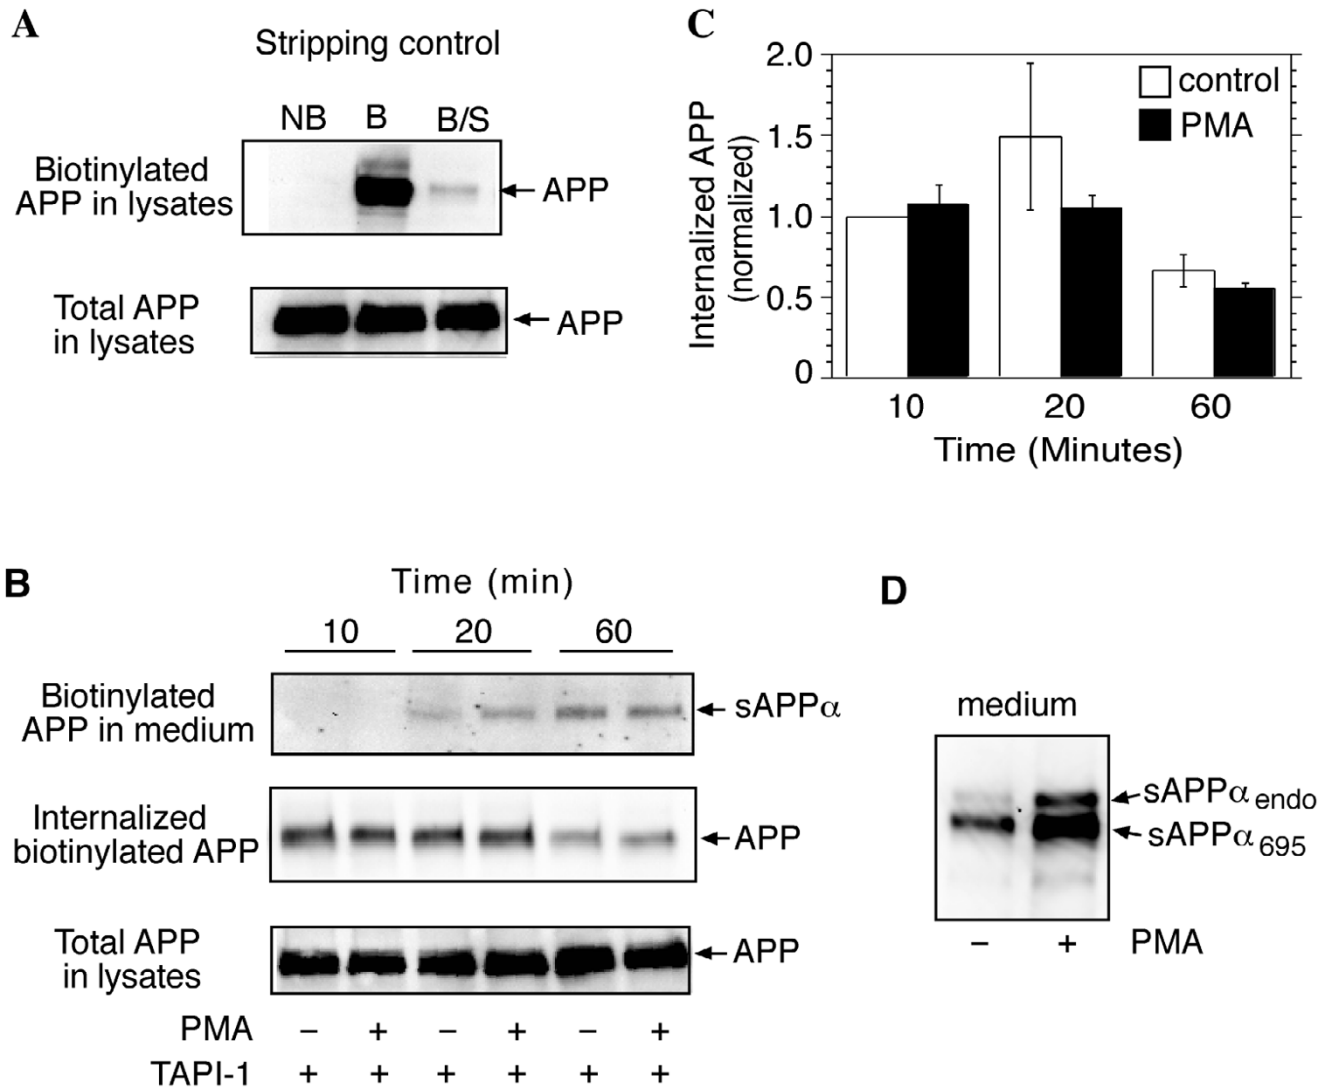 A
Stripping control
NB B B/S
Biotinylated
APP in lysates
APP
Total APP
in lysates
APP
C
2.0
1.5
1.0
0.5
0
Internalized APP
(normalized)
control
PMA
10 20 60
Time (Minutes)
B
Time (min)
10 20 60
Biotinylated
APP in medium
sAPPα
Internalized
biotinylated APP
APP
Total APP
in lysates
APP
PMA − + − + − +
TAPI-1 + + + + + +
D
medium
sAPPα endo
sAPPα 695
− + PMA